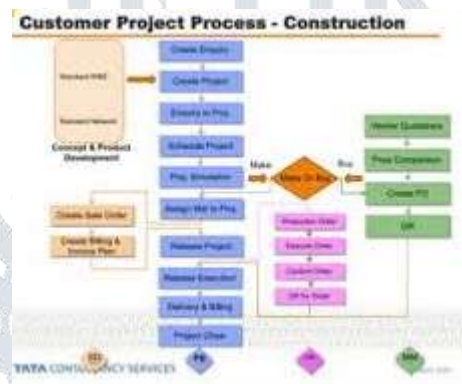 Customer Project Process - Construction
Create Enquiry
Standard WBS
Create Project
Standard Network
Enquiry to Proj.
Vendor Quotations
Concept & Product
Development
Schedule Project
Price Comparison
Make
Buy
Proj. Simulation
Make Or Buy
Create PO
Create Sale Order
Assign Mat to Proj.
Production Order
GR
Create Billing &
Invoice Plan
Release Project
Execute Order
Release Execution
Confirm Order
Delivery & Billing
GR for Order
Project Close
SD
PS
PP
MM
TATA CONSULTANCY SERVICES